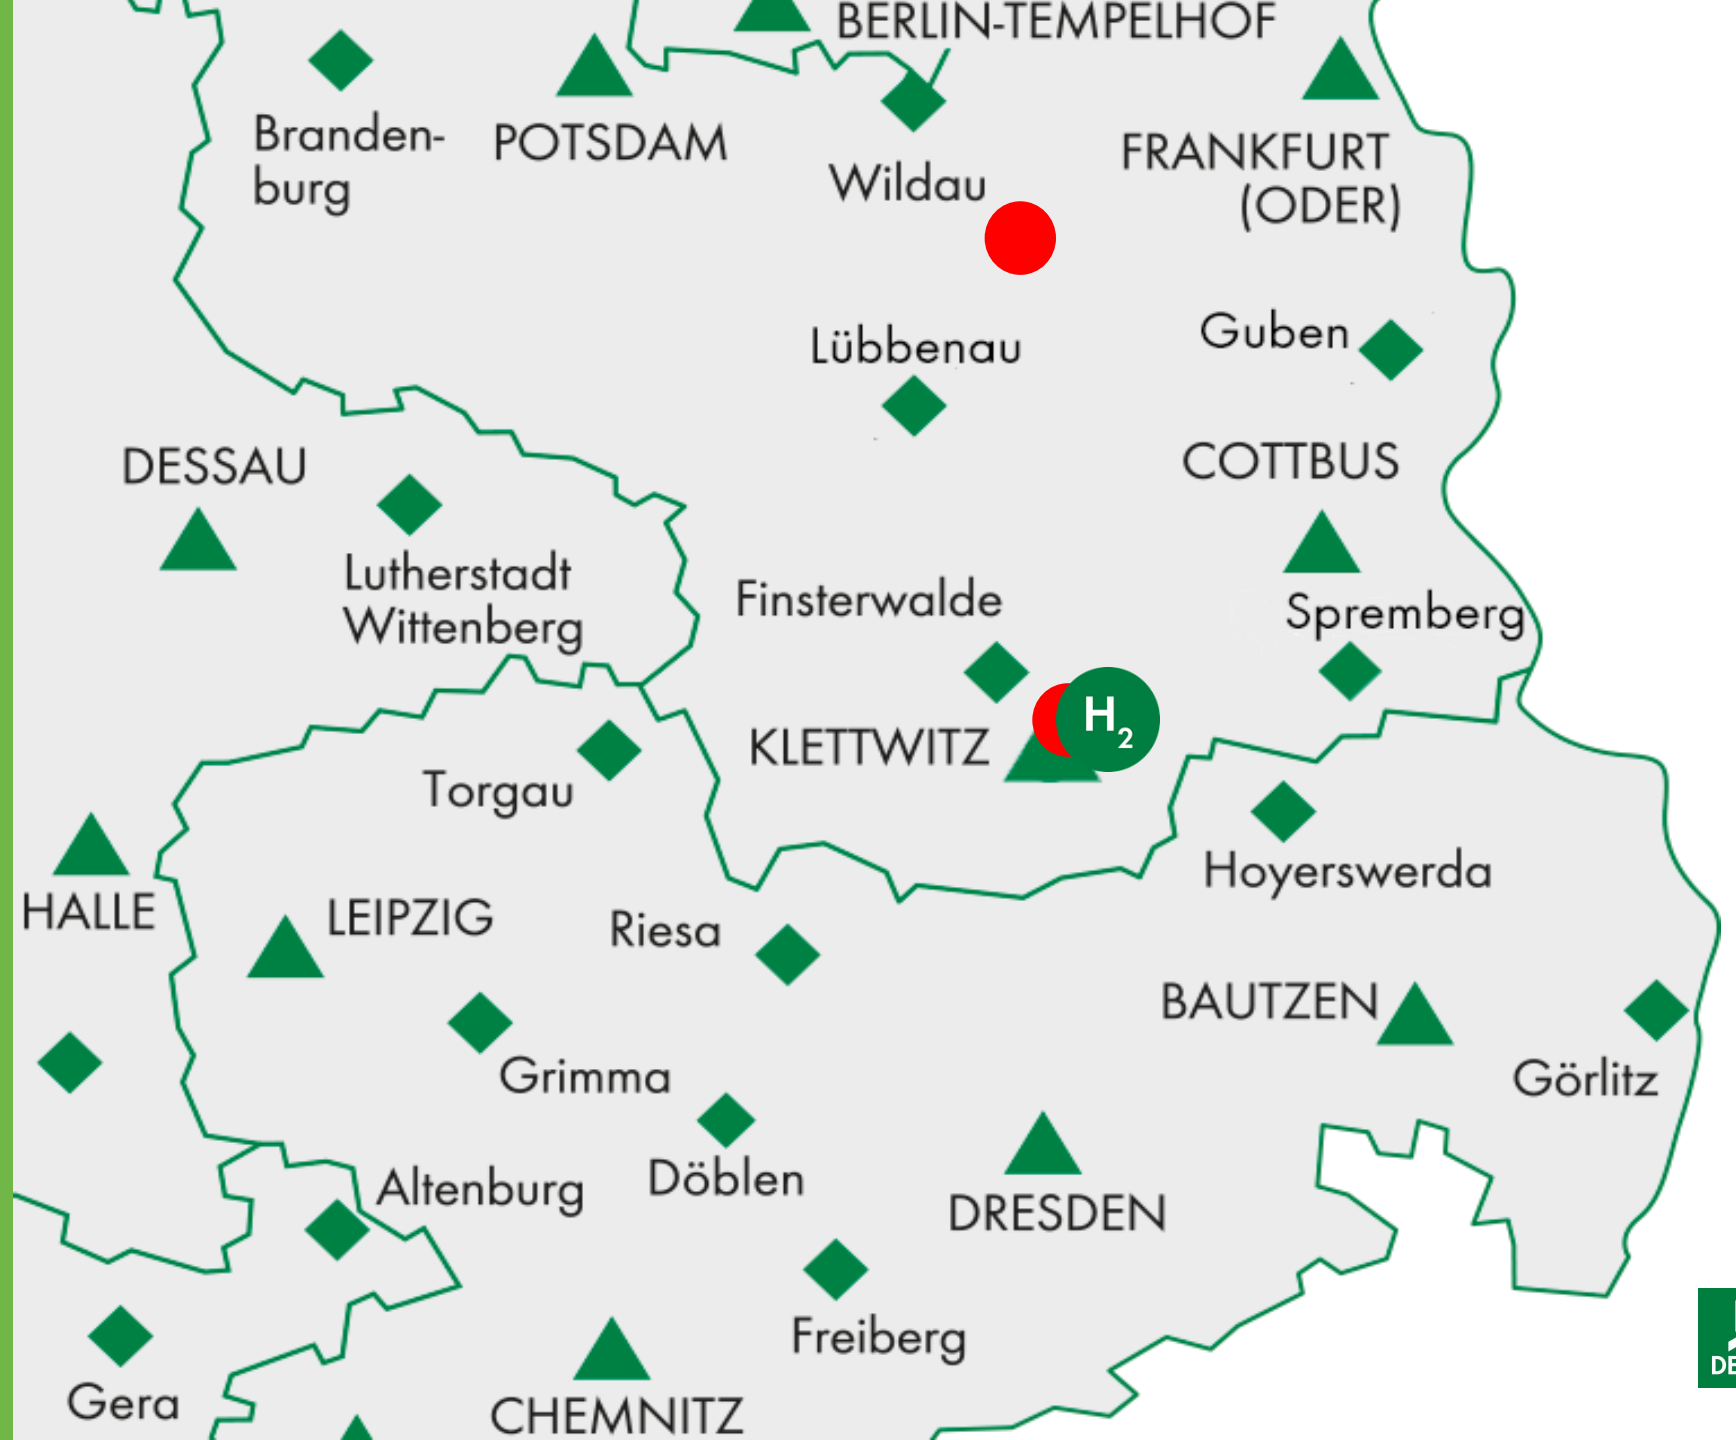 BERLIN-TEMPELHOF
Branden-
burg
POTSDAM
Wildau
FRANKFURT
(ODER)
Lübbenau
Guben
DESSAU
COTTBUS
Lutherstadt
Wittenberg
Finsterwalde
Spremberg
H₂
KLETTWITZ
Torgau
Hoyerswerda
HALLE
LEIPZIG
Riesa
BAUTZEN
Grimma
Görlitz
Döblen
Altenburg
DRESDEN
Freiberg
Gera
CHEMNITZ